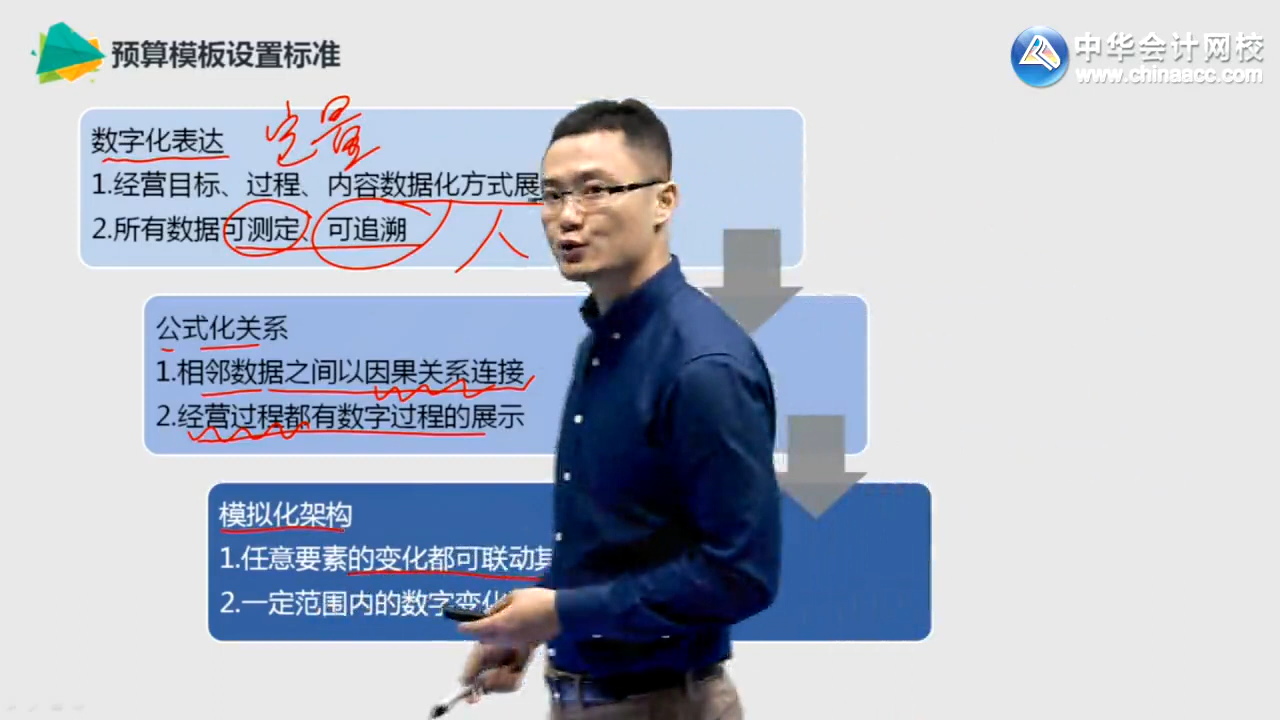 预算模板设置标准
中华会计网校
www.chinaacc.com
数字化表达
定量
1.经营目标、过程、内容数据化方式展
2.所有数据可测定、可追溯
人
公式化关系
1.相邻数据之间以因果关系连接
2.经营过程都有数字过程的展示
模拟化架构
1.任意要素的变化都可联动其
2.一定范围内的数字变化